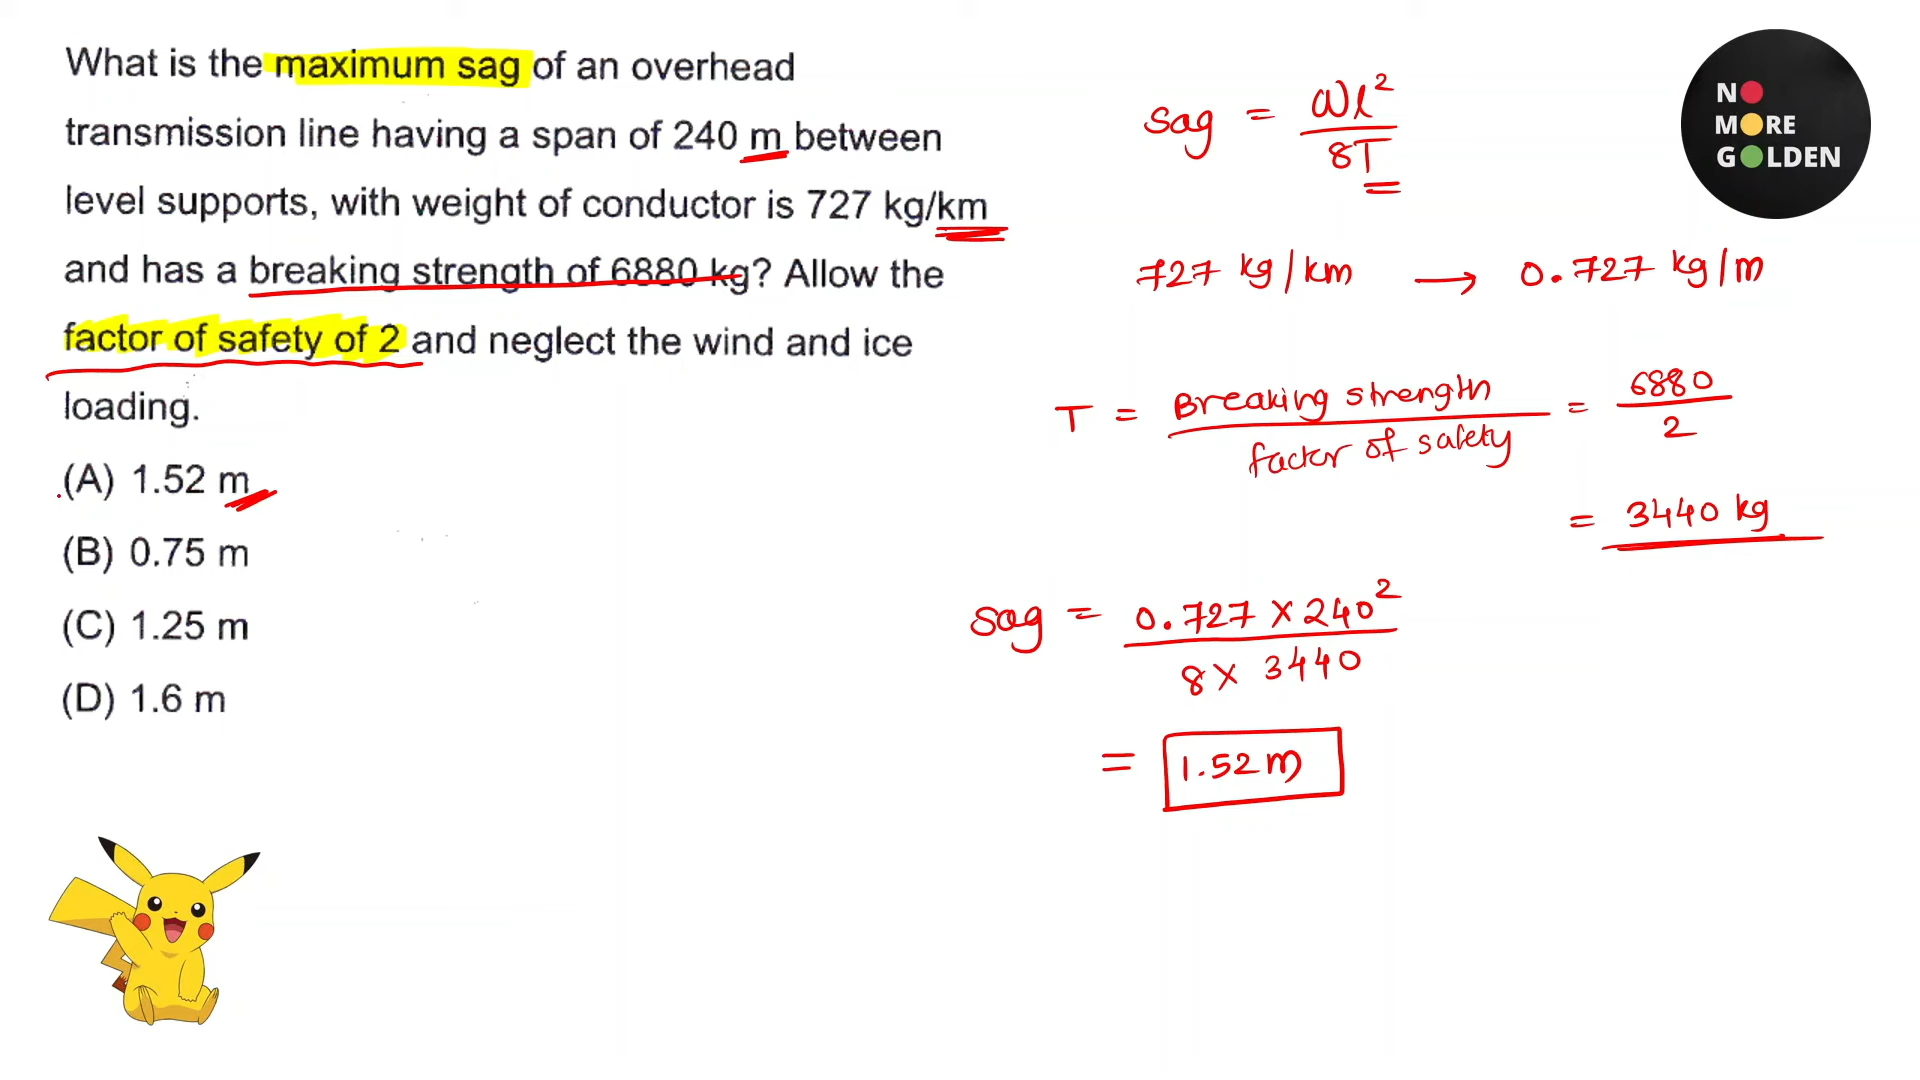 What is the maximum sag of an overhead
transmission line having a span of 240 m between
level supports, with weight of conductor is 727 kg/km
and has a breaking strength of 6880 kg? Allow the
factor of safety of 2 and neglect the wind and ice
loading.
(A) 1.52 m
(B) 0.75 m
(C) 1.25 m
(D) 1.6 m
sag = ωl²/8T
727 kg/km → 0.727 kg/m
T = Breaking strength/factor of safety = 6880/2
= 3440 kg
sag = 0.727 × 240²/8 × 3440
= 1.52 m
NO
MORE
GOLDEN